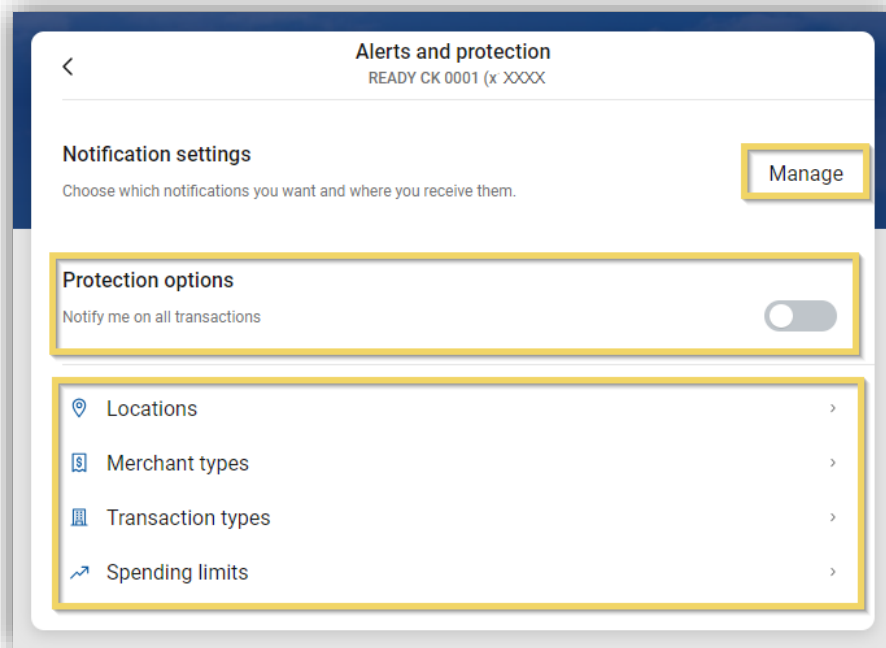 Alerts and protection
READY CK 0001 (x XXXX
Notification settings
Manage
Choose which notifications you want and where you receive them.
Protection options
Notify me on all transactions
Locations
Merchant types
Transaction types
Spending limits